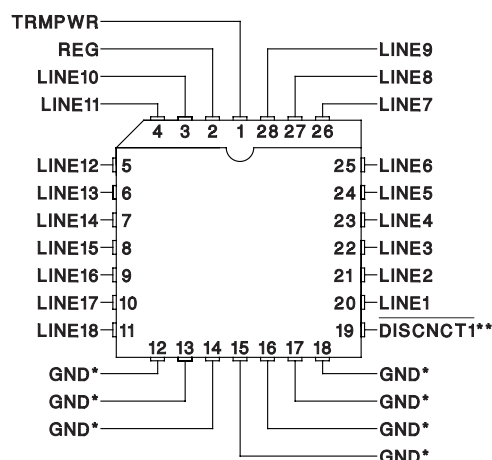 TRMPWR
REG LINE9
LINE10 LINE8
LINE11 LINE7
4 3 2 1 28 27 26
LINE12 5 25 LINE6
LINE13 6 24 LINE5
LINE14 7 23 LINE4
LINE15 8 22 LINE3
LINE16 9 21 LINE2
LINE17 10 20 LINE1
LINE18 11 19 DISCNCT1**
12 13 14 15 16 17 18
GND* GND*
GND* GND*
GND* GND*
GND*